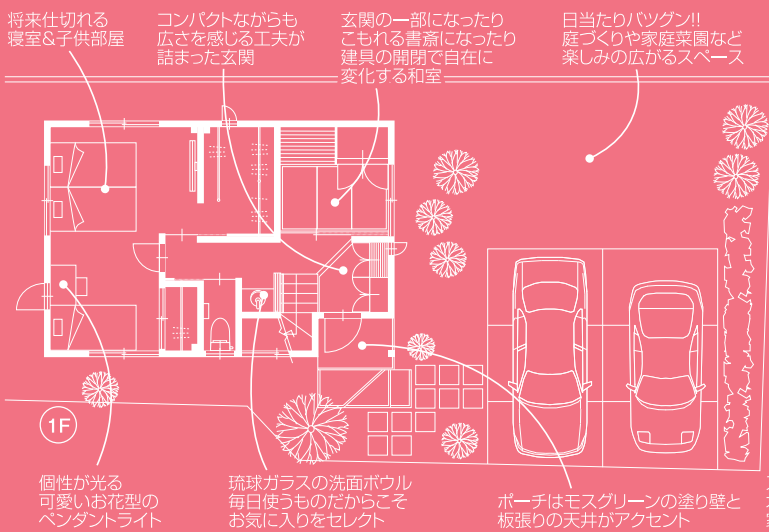 将来仕切れる
寝室&子供部屋
コンパクトながらも
広さを感じる工夫が
詰まった玄関
玄関の一部になったり
こもれる書斎になったり
建具の開閉で自在に
変化する和室
日当たりバツグン!!
庭づくりや家庭菜園など
楽しみの広がるスペース
1F
個性が光る
可愛いお花型の
ペンダントライト
琉球ガラスの洗面ボウル
毎日使うものだからこそ
お気に入りをセレクト
ポーチはモスグリーンの塗り壁と
板張りの天井がアクセント